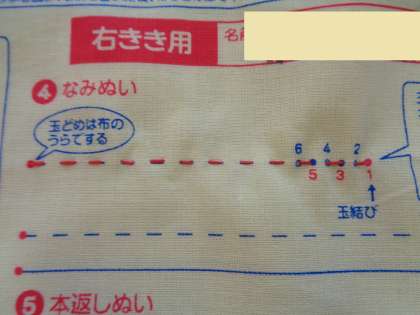 右きき用
名前
4 なみぬい
玉どめは布の
うらでする
6 4 2
5 3 1
玉結び
5 本返しぬい